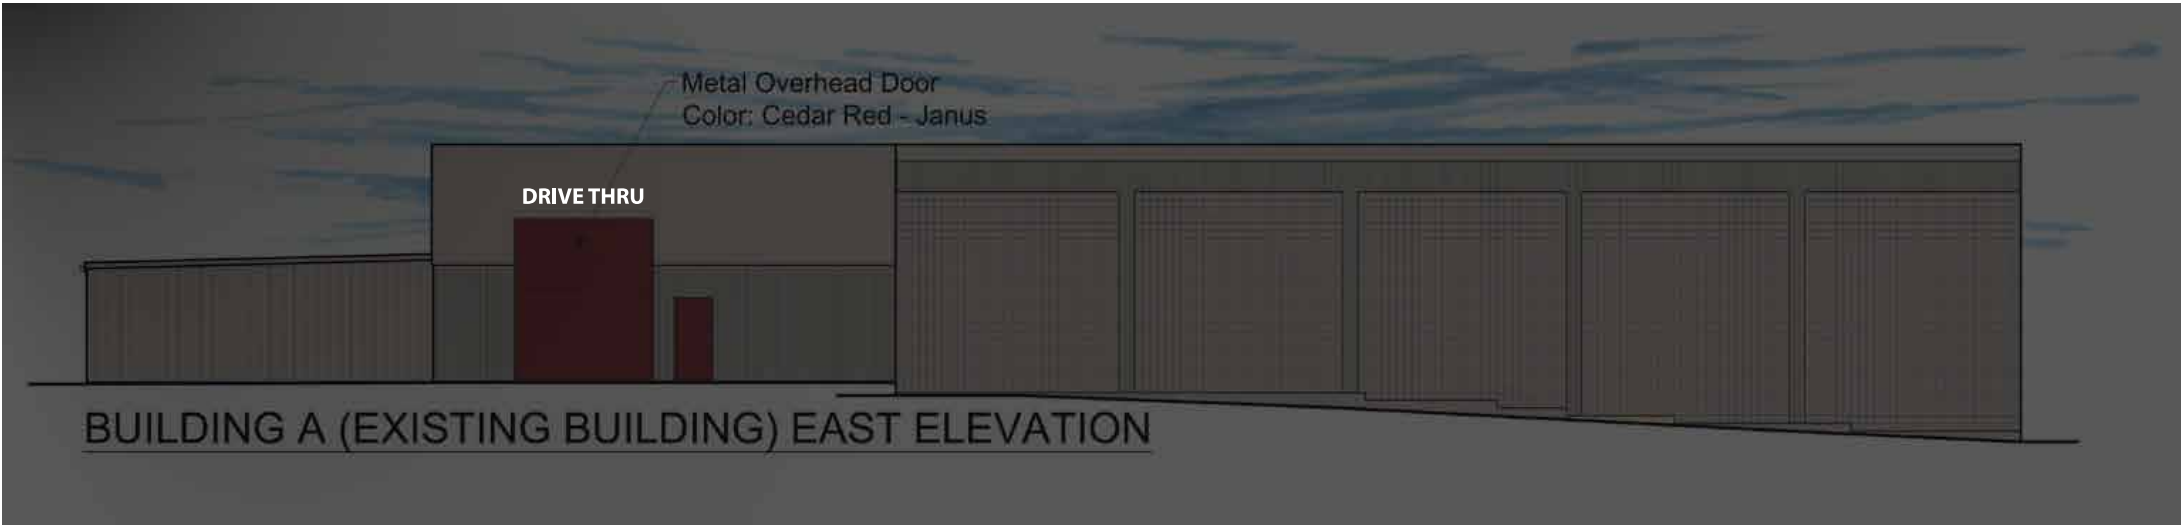 Metal Overhead Door
Color: Cedar Red - Janus
DRIVE THRU
BUILDING A (EXISTING BUILDING) EAST ELEVATION